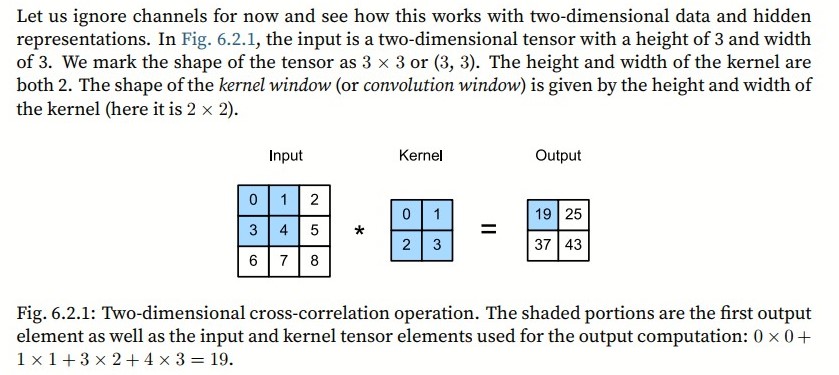 Let us ignore channels for now and see how this works with two-dimensional data and hidden
representations. In Fig. 6.2.1, the input is a two-dimensional tensor with a height of 3 and width
of 3. We mark the shape of the tensor as 3 × 3 or (3, 3). The height and width of the kernel are
both 2. The shape of the kernel window (or convolution window) is given by the height and width of
the kernel (here it is 2 × 2).
Input Kernel Output
0 1 2
3 4 5
6 7 8
*
0 1
2 3
=
19 25
37 43
Fig. 6.2.1: Two-dimensional cross-correlation operation. The shaded portions are the first output
element as well as the input and kernel tensor elements used for the output computation: 0 × 0 +
1 × 1 + 3 × 2 + 4 × 3 = 19.